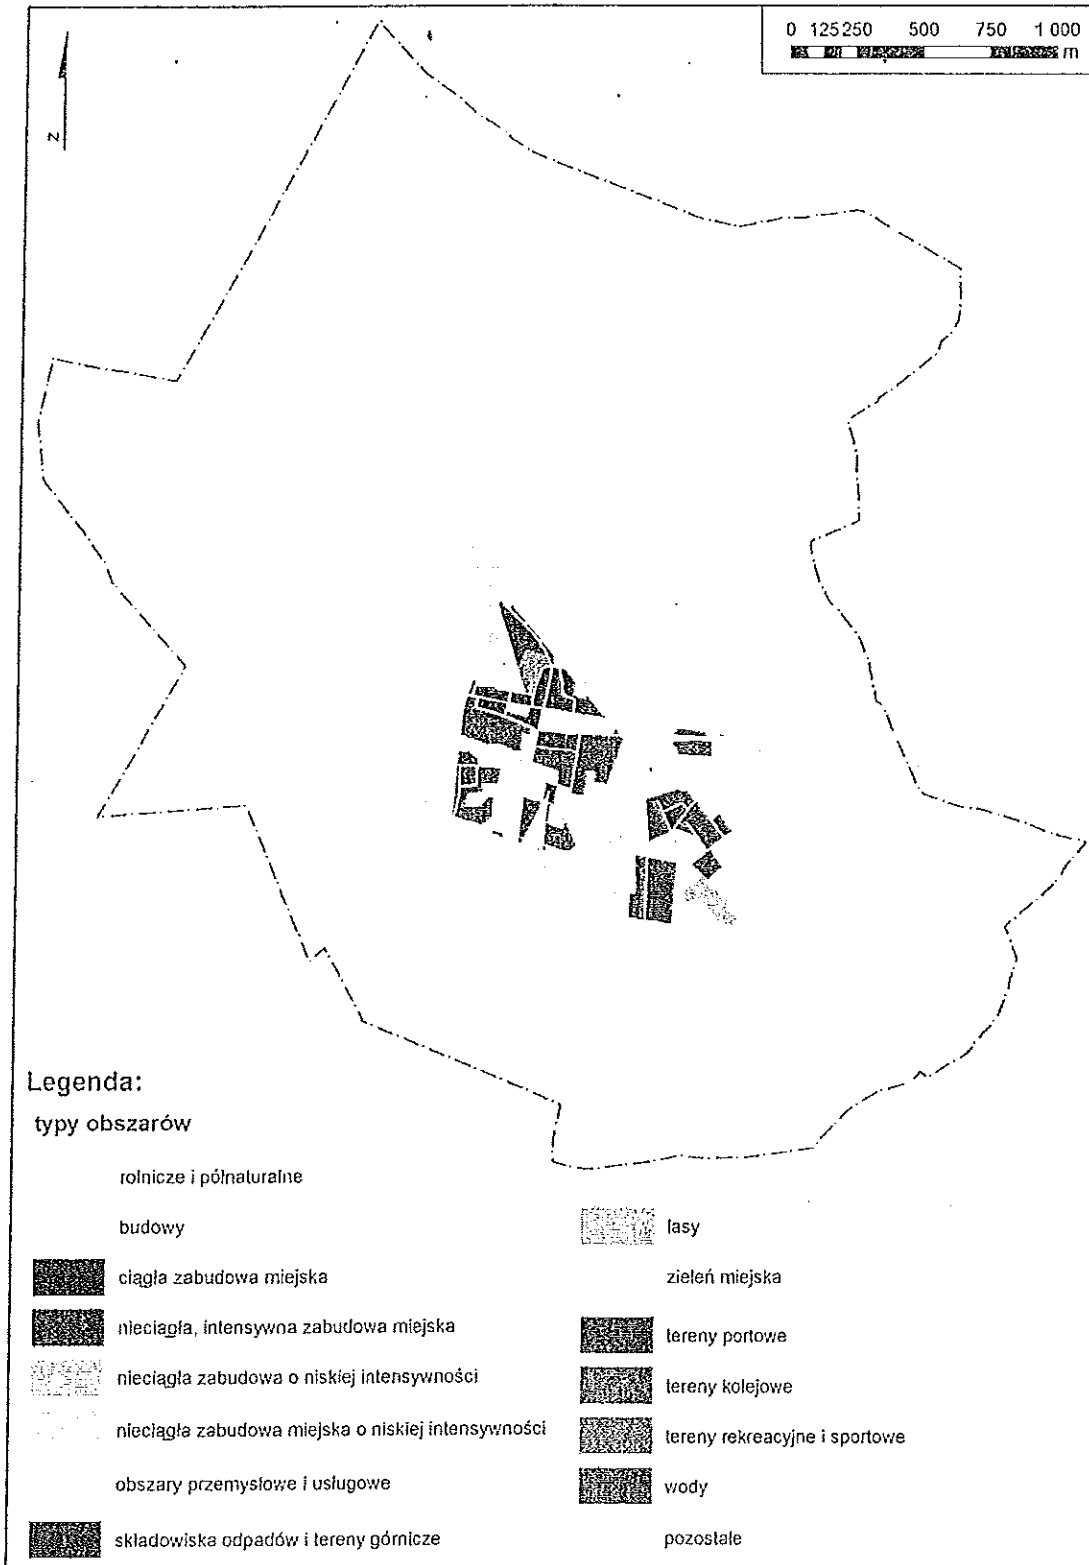 0 125 250 500 750 1 000
m
z
Legenda:
typy obszarów
rolnicze i półnaturalne
budowy
ciągła zabudowa miejska
nieciągła, intensywna zabudowa miejska
nieciągła zabudowa o niskiej intensywności
nieciągła zabudowa miejska o niskiej intensywności
obszary przemysłowe i usługowe
składowiska odpadów i tereny górnicze
lasy
zieleń miejska
tereny portowe
tereny kolejowe
tereny rekreacyjne i sportowe
wody
pozostałe